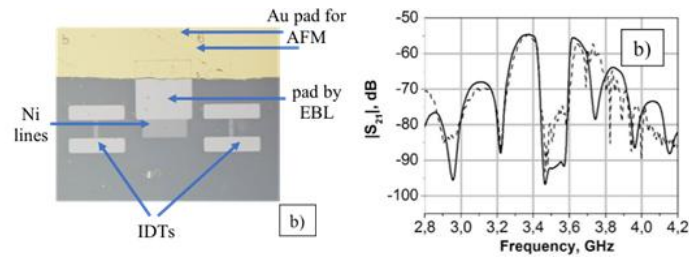 Au pad for
AFM
pad by
EBL
Ni
lines
IDTs
b)
|S21|, dB
-50
-60
-70
-80
-90
-100
b)
2,8 3,0 3,2 3,4 3,6 3,8 4,0 4,2
Frequency, GHz